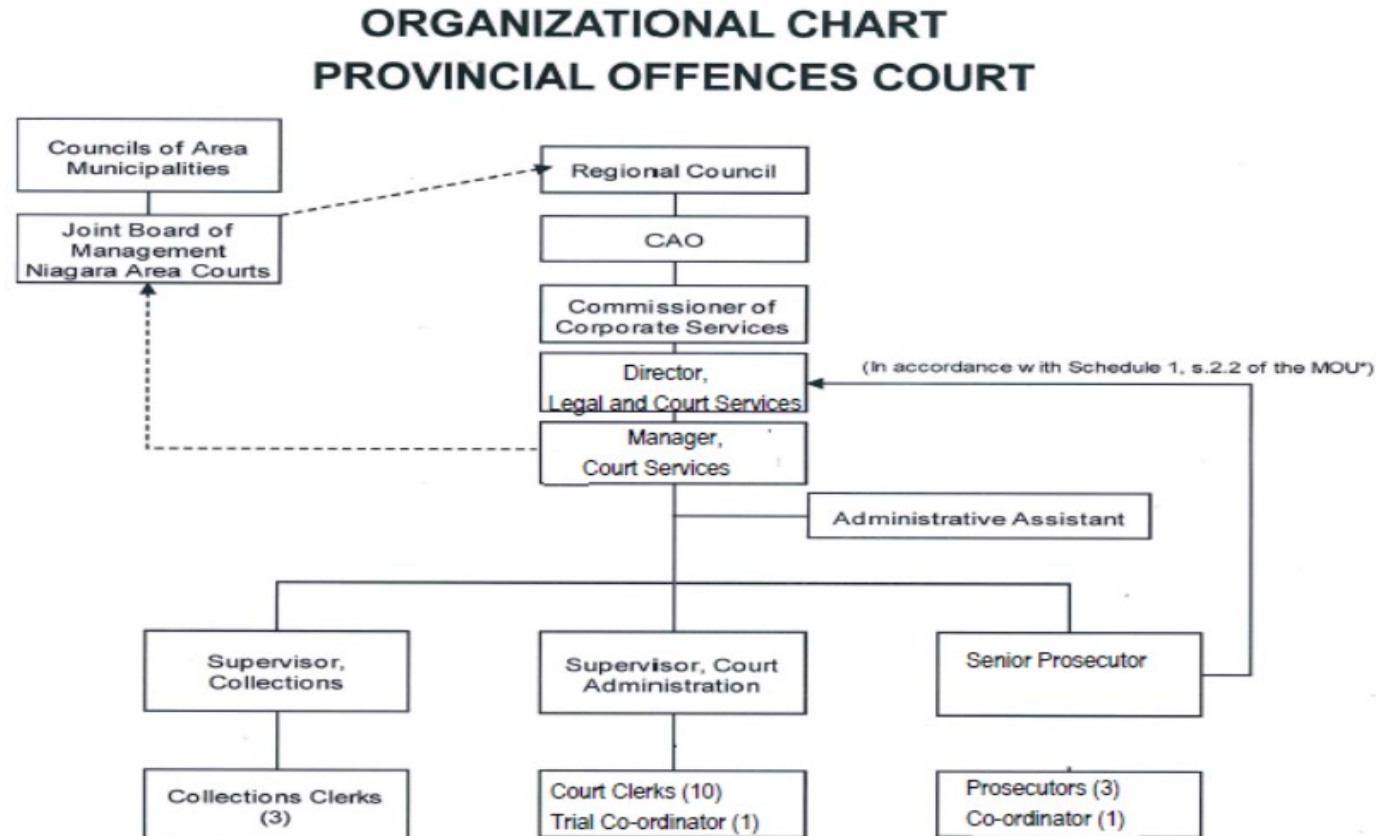 ORGANIZATIONAL CHART
PROVINCIAL OFFENCES COURT
Councils of Area
Municipalities
Joint Board of
Management
Niagara Area Courts
Regional Council
CAO
Commissioner of
Corporate Services
Director,
Legal and Court Services
(In accordance with Schedule 1, s.2.2 of the MOU*)
Manager,
Court Services
Administrative Assistant
Supervisor,
Collections
Supervisor, Court
Administration
Senior Prosecutor
Collections Clerks
(3)
Court Clerks (10)
Trial Co-ordinator (1)
Prosecutors (3)
Co-ordinator (1)